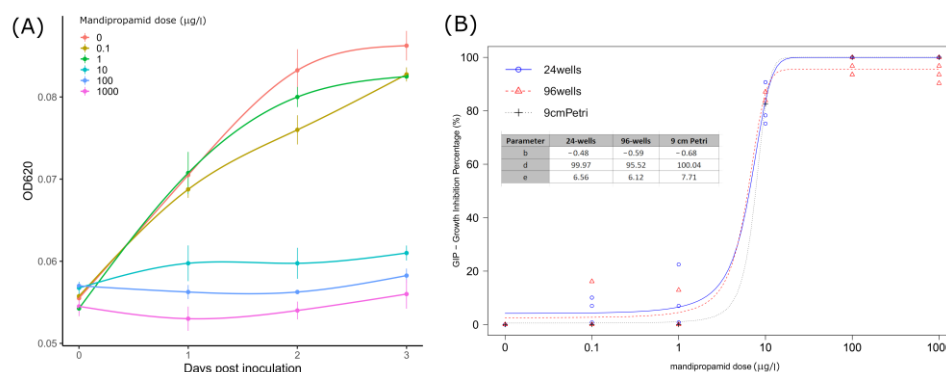 (A)
Mandipropamid dose (µg/l)
0
0.1
1
10
100
1000
0.08
0.07
0.06
0.05
OD620
0
1
2
3
Days post inoculation
(B)
24wells
96wells
9cmPetri
Parameter 24-wells 96-wells 9 cm Petri
b −0.48 −0.59 −0.68
d 99.97 95.52 100.04
e 6.56 6.12 7.71
GIP − Growth Inhibition Percentage (%)
100
80
60
40
20
0
0
0.1
1
10
100
100
mandipropamid dose (µg/l)